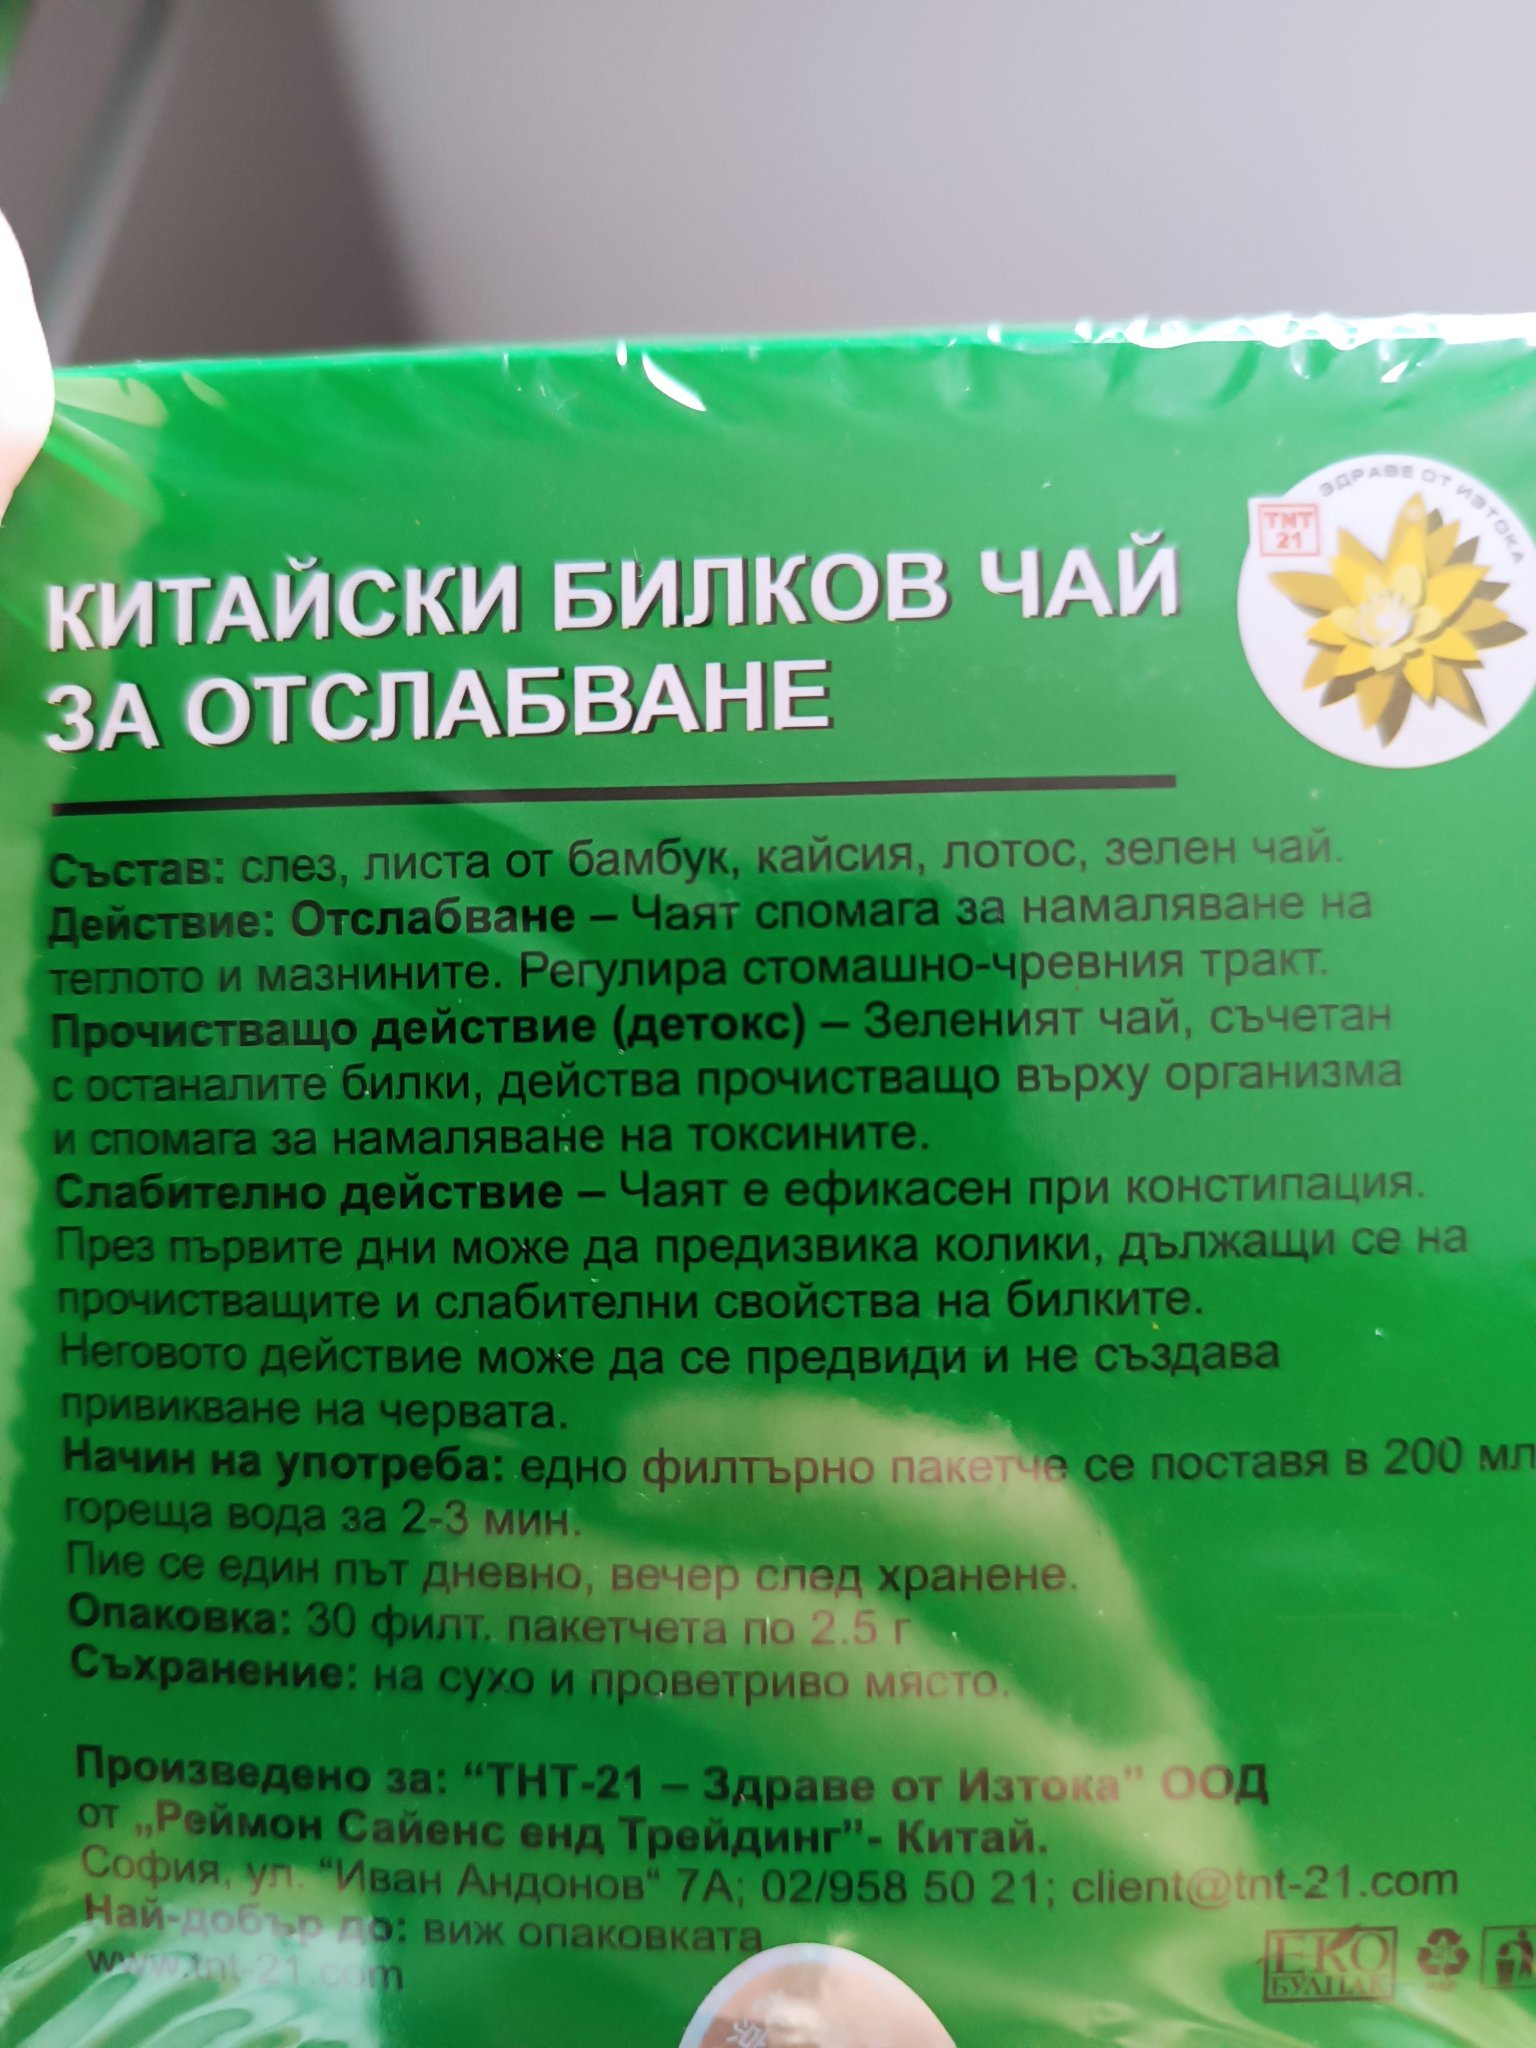 ЗДРАВЕ ОТ ИЗТОКА
TNT
21
КИТАЙСКИ БИЛКОВ ЧАЙ
ЗА ОТСЛАБВАНЕ
Състав: слез, листа от бамбук, кайсия, лотос, зелен чай.
Действие: Отслабване – Чаят спомага за намаляване на
теглото и мазнините. Регулира стомашно-чревния тракт.
Прочистващо действие (детокс) – Зеленият чай, съчетан
с останалите билки, действа прочистващо върху организма
и спомага за намаляване на токсините.
Слабително действие – Чаят е ефикасен при констипация.
През първите дни може да предизвика колики, дължащи се на
прочистващите и слабителни свойства на билките.
Неговото действие може да се предвиди и не създава
привикване на червата.
Начин на употреба: едно филтърно пакетче се поставя в 200 мл
гореща вода за 2-3 мин.
Пие се един път дневно, вечер след хранене.
Опаковка: 30 филт. пакетчета по 2.5 г
Съхранение: на сухо и проветриво място.
Произведено за: “ТНТ-21 – Здраве от Изтока” ООД
от „Реймон Сайенс енд Трейдинг”- Китай.
София, ул. “Иван Андонов“ 7А; 02/958 50 21; client@tnt-21.com
Най-добър до: виж опаковката
www.tnt-21.com
ЕКО
БУЛПАК